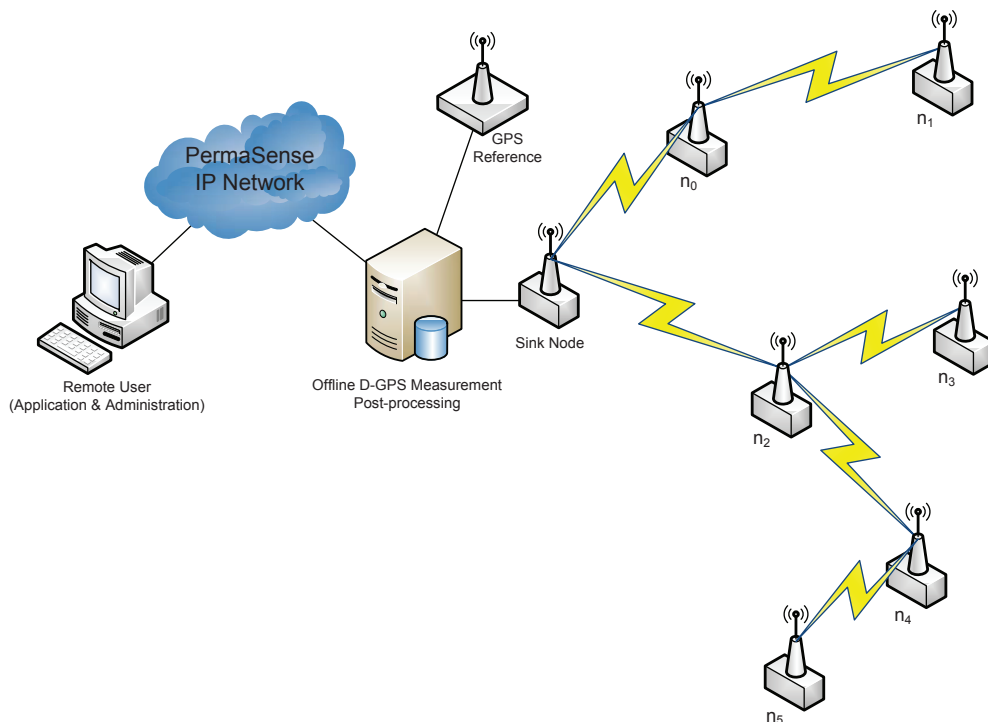 PermaSense
IP Network
GPS
Reference
n1
n0
Sink Node
Remote User
(Application & Administration)
Offline D-GPS Measurement
Post-processing
n3
n2
n4
n5